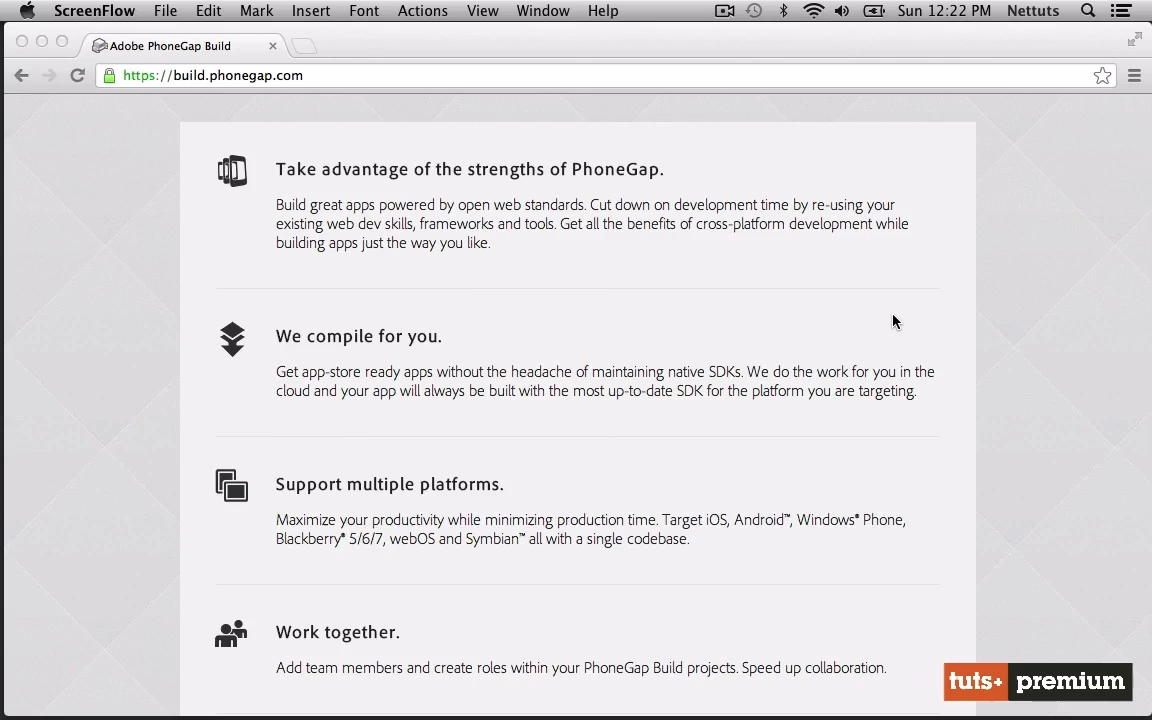 ScreenFlow File Edit Mark Insert Font Actions View Window Help Sun 12:22 PM Nettuts
Adobe PhoneGap Build
https://build.phonegap.com
Take advantage of the strengths of PhoneGap.
Build great apps powered by open web standards. Cut down on development time by re-using your
existing web dev skills, frameworks and tools. Get all the benefits of cross-platform development while
building apps just the way you like.
We compile for you.
Get app-store ready apps without the headache of maintaining native SDKs. We do the work for you in the
cloud and your app will always be built with the most up-to-date SDK for the platform you are targeting.
Support multiple platforms.
Maximize your productivity while minimizing production time. Target iOS, Android™, Windows® Phone,
Blackberry® 5/6/7, webOS and Symbian™ all with a single codebase.
Work together.
Add team members and create roles within your PhoneGap Build projects. Speed up collaboration.
tuts+ premium